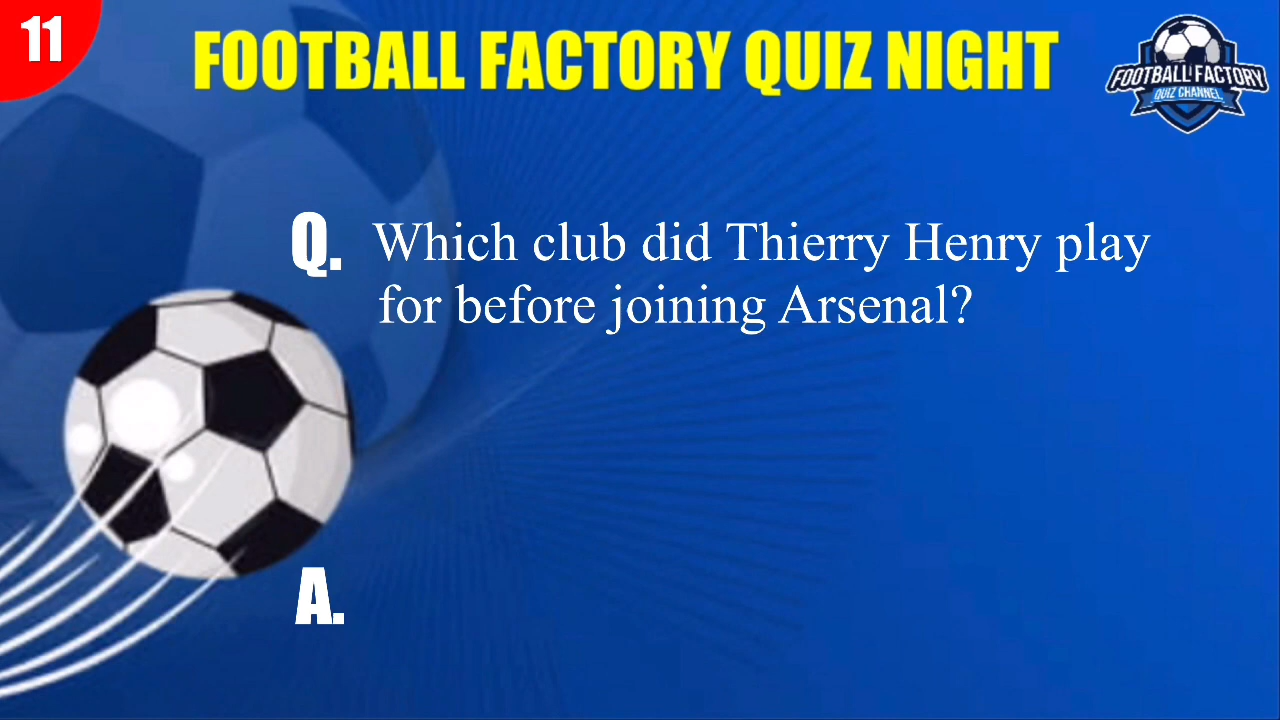 11
FOOTBALL FACTORY QUIZ NIGHT
FOOTBALL FACTORY
QUIZ CHANNEL
Q. Which club did Thierry Henry play
for before joining Arsenal?
A.